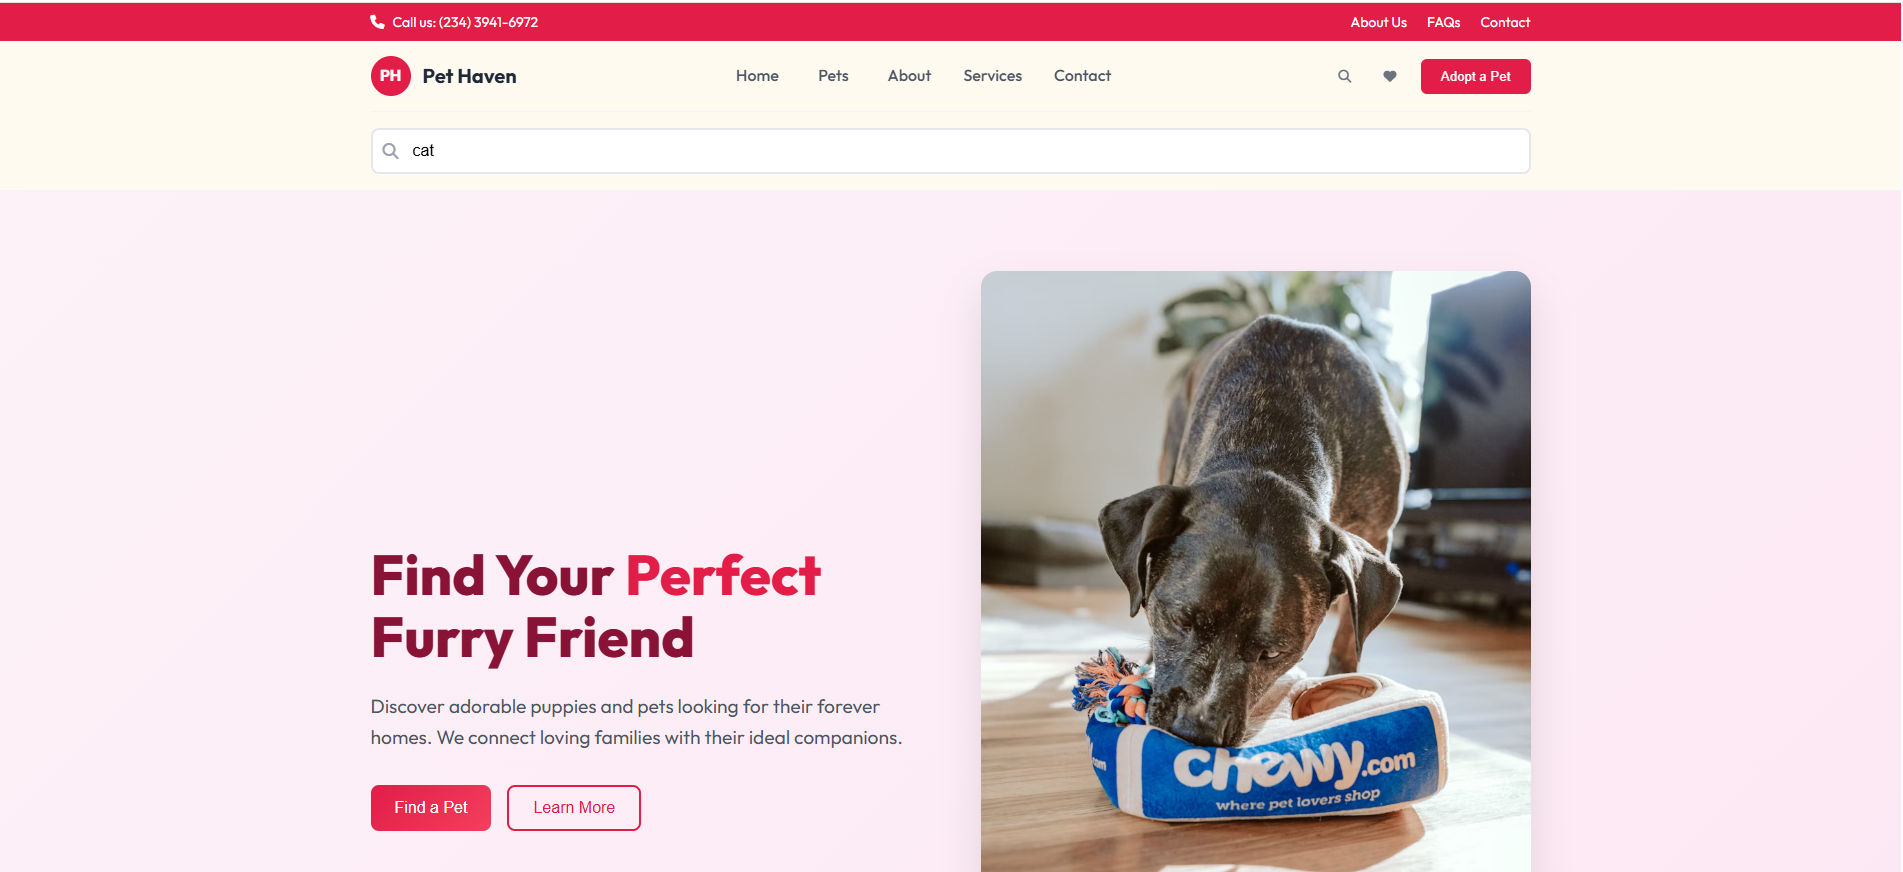 Call us: (234) 3941-6972
About Us FAQs Contact
PH Pet Haven
Home Pets About Services Contact
Adopt a Pet
cat
Find Your Perfect
Furry Friend
Discover adorable puppies and pets looking for their forever
homes. We connect loving families with their ideal companions.
Find a Pet Learn More
.com
chewy.com
where pet lovers shop